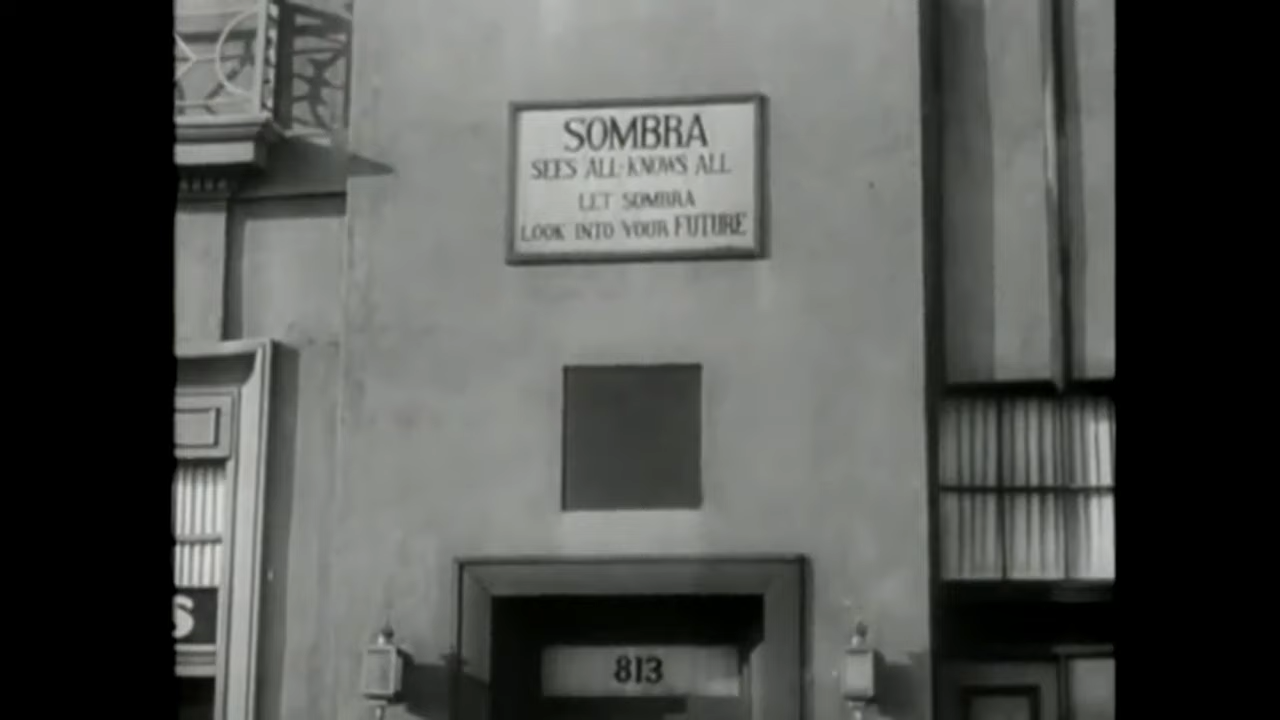 SOMBRA
SEES ALL-KNOWS ALL
LET SOMBRA
LOOK INTO YOUR FUTURE
S
813